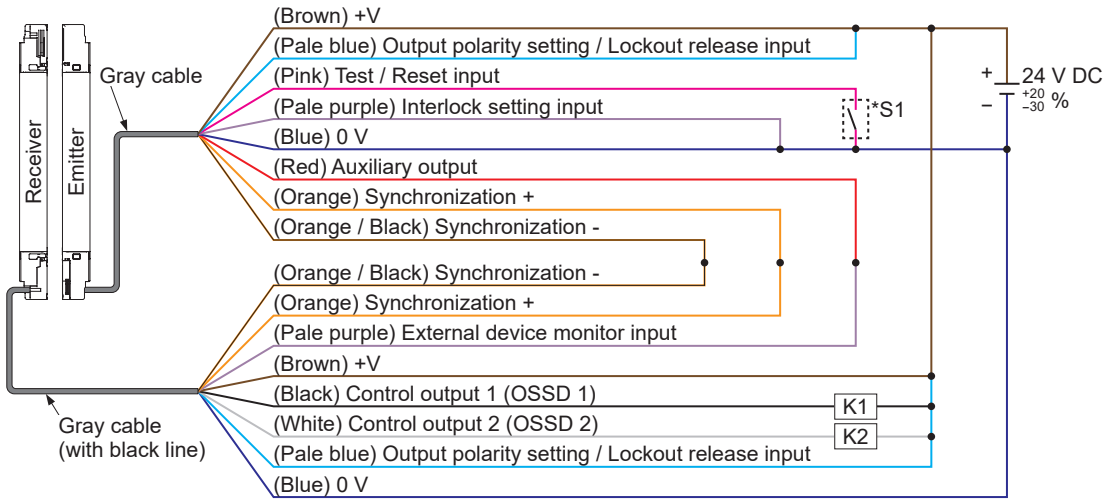 (Brown) +V
(Pale blue) Output polarity setting / Lockout release input
Gray cable
(Pink) Test / Reset input
+ 24 V DC
+20
–30 %
–
(Pale purple) Interlock setting input
*S1
(Blue) 0 V
Receiver
Emitter
(Red) Auxiliary output
(Orange) Synchronization +
(Orange / Black) Synchronization -
(Orange / Black) Synchronization -
(Orange) Synchronization +
(Pale purple) External device monitor input
(Brown) +V
(Black) Control output 1 (OSSD 1)
K1
Gray cable
(with black line)
(White) Control output 2 (OSSD 2)
K2
(Pale blue) Output polarity setting / Lockout release input
(Blue) 0 V